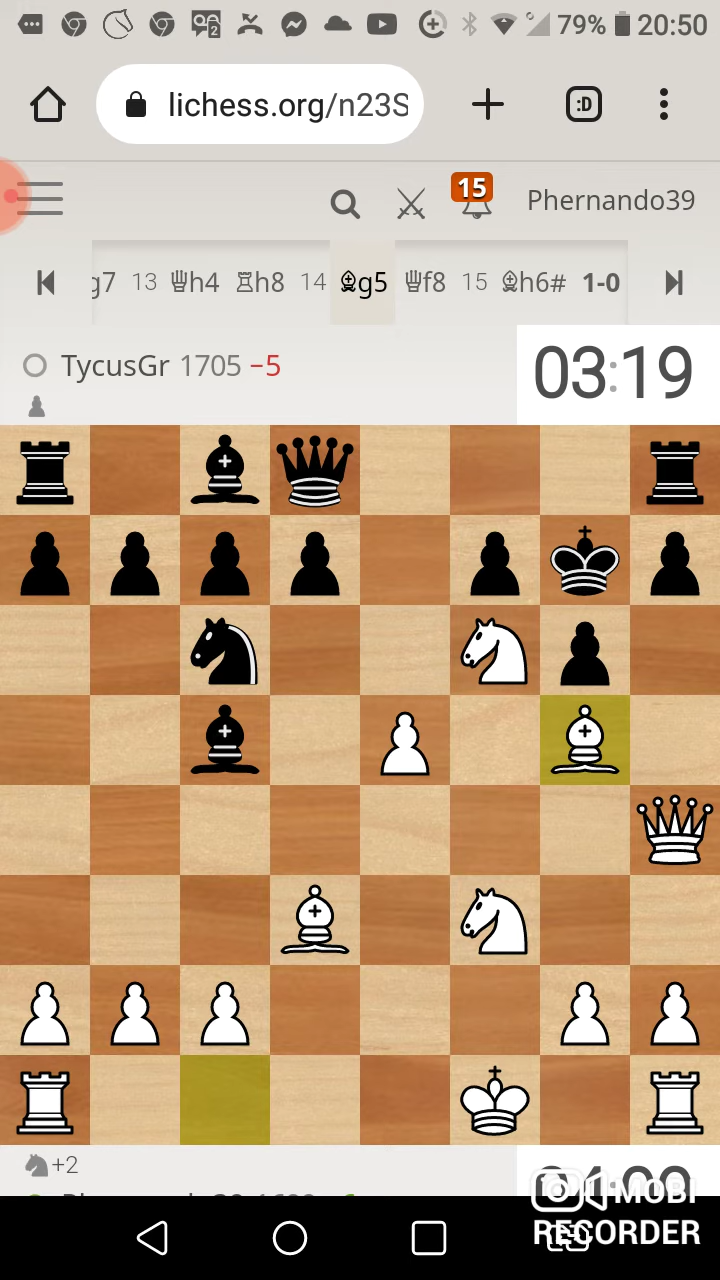 79% 20:50
lichess.org/n23S :D
15 Phernando39
g7 13 ♕h4 ♖h8 14 ♗g5 ♕f8 15 ♗h6# 1-0
TycusGr 1705 −5
03:19
+2
MOBI
RECORDER